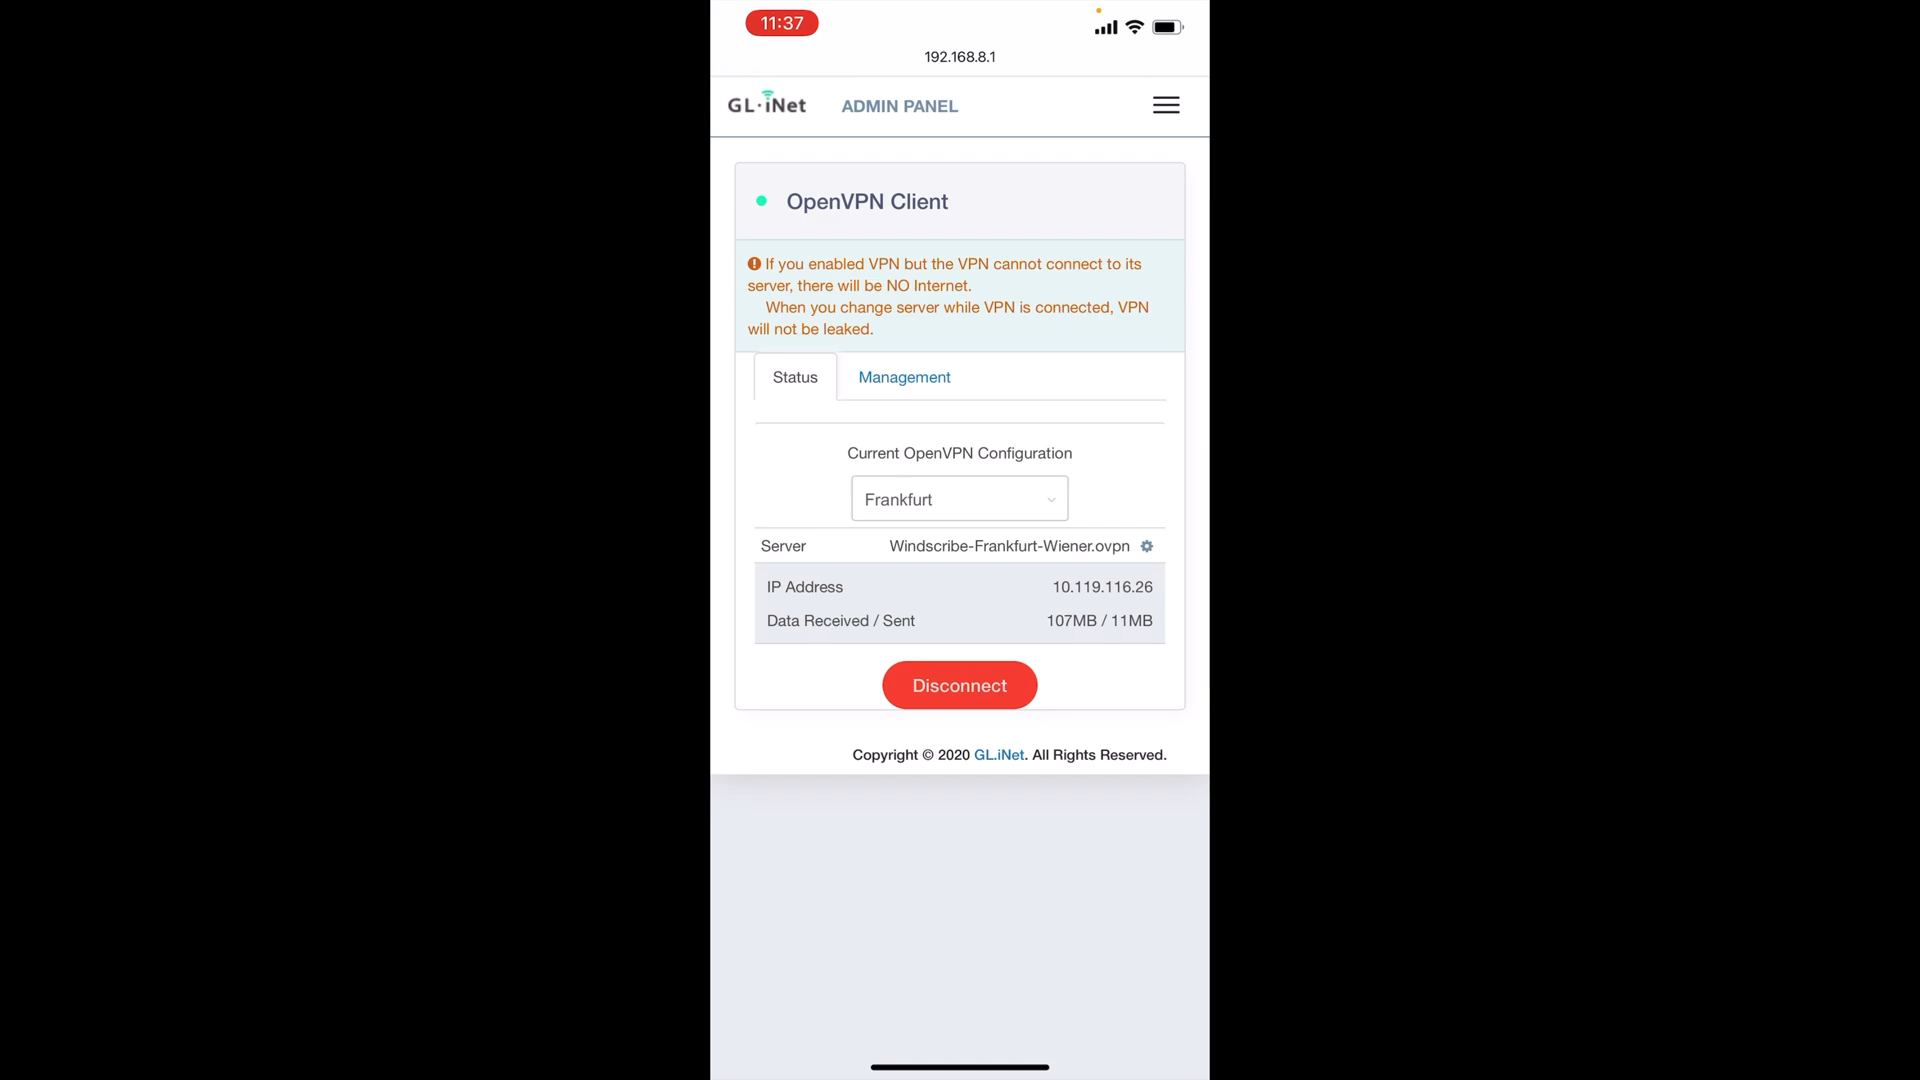 11:37
192.168.8.1
GL·iNet ADMIN PANEL
OpenVPN Client
If you enabled VPN but the VPN cannot connect to its
server, there will be NO Internet.
When you change server while VPN is connected, VPN
will not be leaked.
Status Management
Current OpenVPN Configuration
Frankfurt
Server Windscribe-Frankfurt-Wiener.ovpn
IP Address 10.119.116.26
Data Received / Sent 107MB / 11MB
Disconnect
Copyright © 2020 GL.iNet. All Rights Reserved.